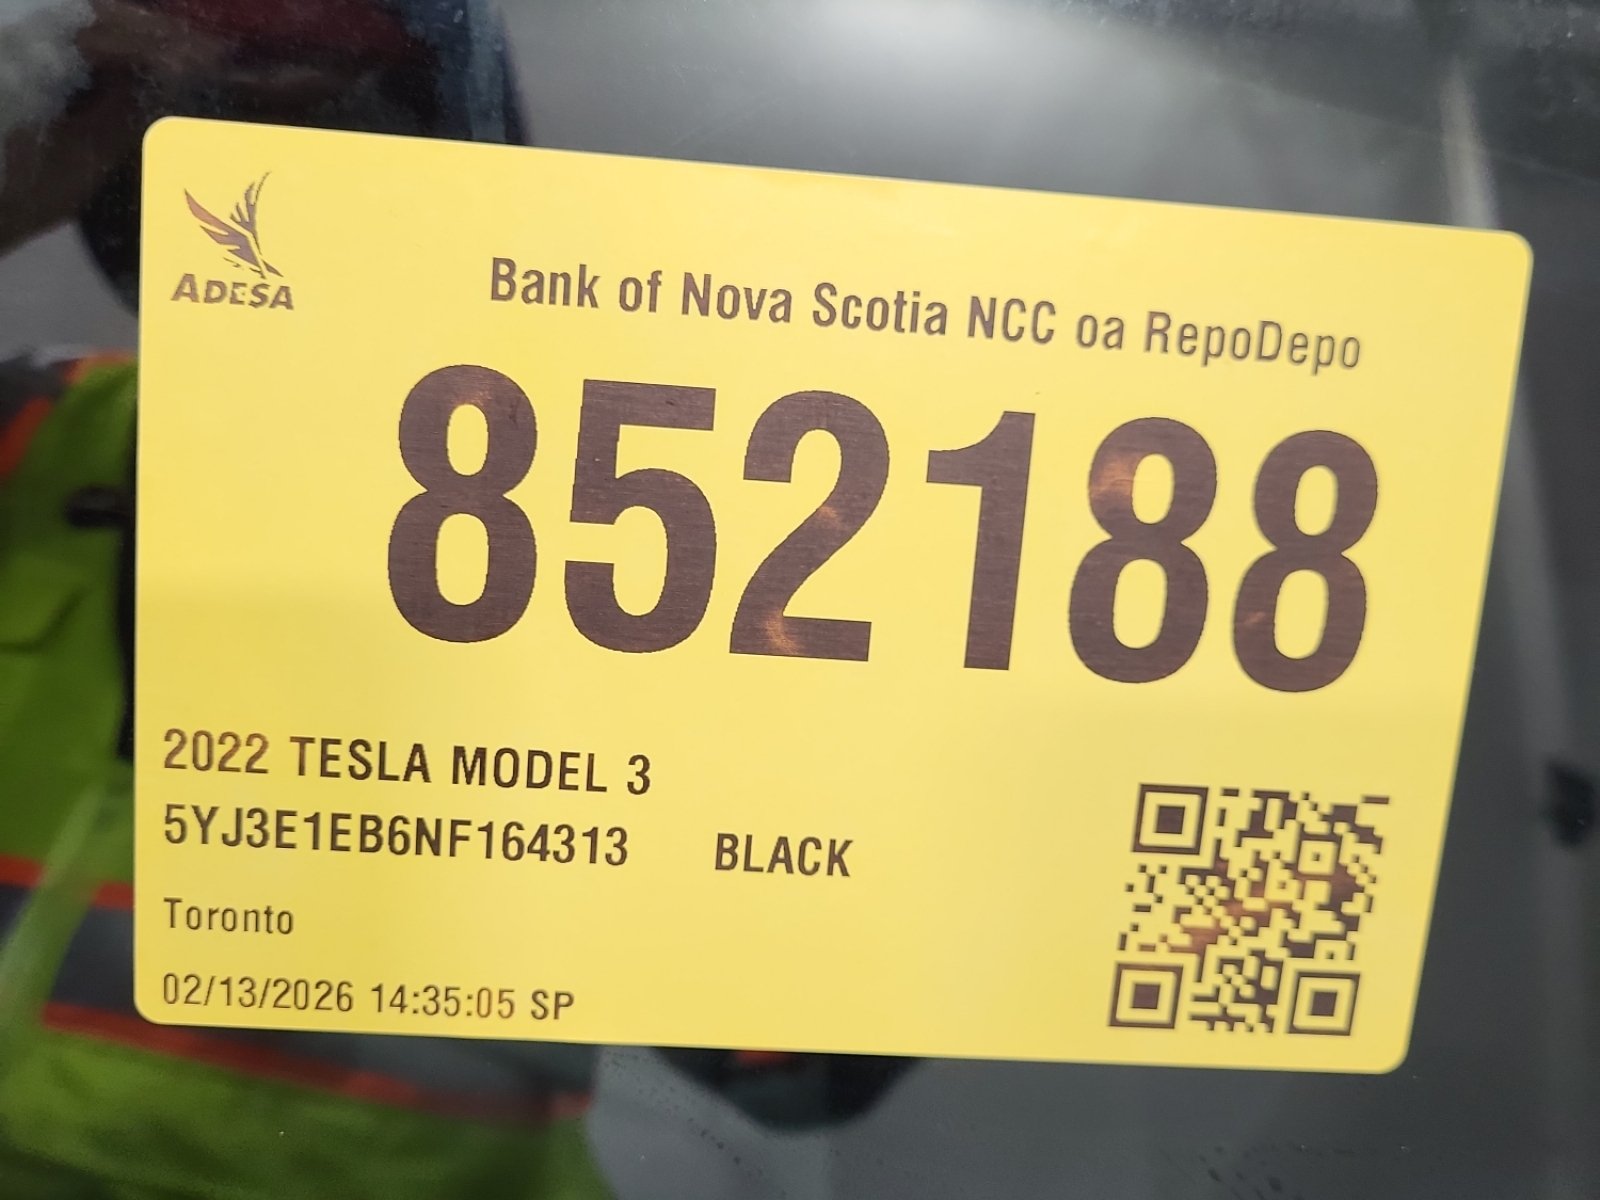 ADESA
Bank of Nova Scotia NCC oa RepoDepo
852188
2022 TESLA MODEL 3
5YJ3E1EB6NF164313 BLACK
Toronto
02/13/2026 14:35:05 SP